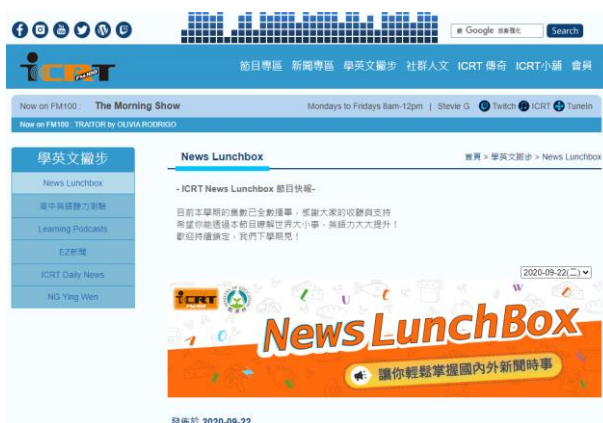 Google
Search
iCRT
FM100
節目專區 新聞專區 學英文撇步 社群人文 ICRT 傳奇 ICRT小舖 會員
Now on FM100 : The Morning Show Mondays to Fridays 8am-12pm | Stevie G Twitch ICRT TuneIn
Now on FM100 : TRAITOR by OLIVIA RODRIGO
學英文撇步
News Lunchbox
Learning Podcasts
EZ新聞
ICRT Daily News
NG Ying Wen
News Lunchbox
首頁 > 學英文撇步 > News Lunchbox
- ICRT News Lunchbox 節目快報-
目前本學期的集數已全數播畢，感謝大家的收聽與支持
希望你能透過本節目瞭解世界大小事，英語力大大提升！
歡迎持續鎖定，我們下學期見！
2020-09-22(二)
iCRT
News LunchBox
讓你輕鬆掌握國內外新聞時事
發佈於 2020-09-22